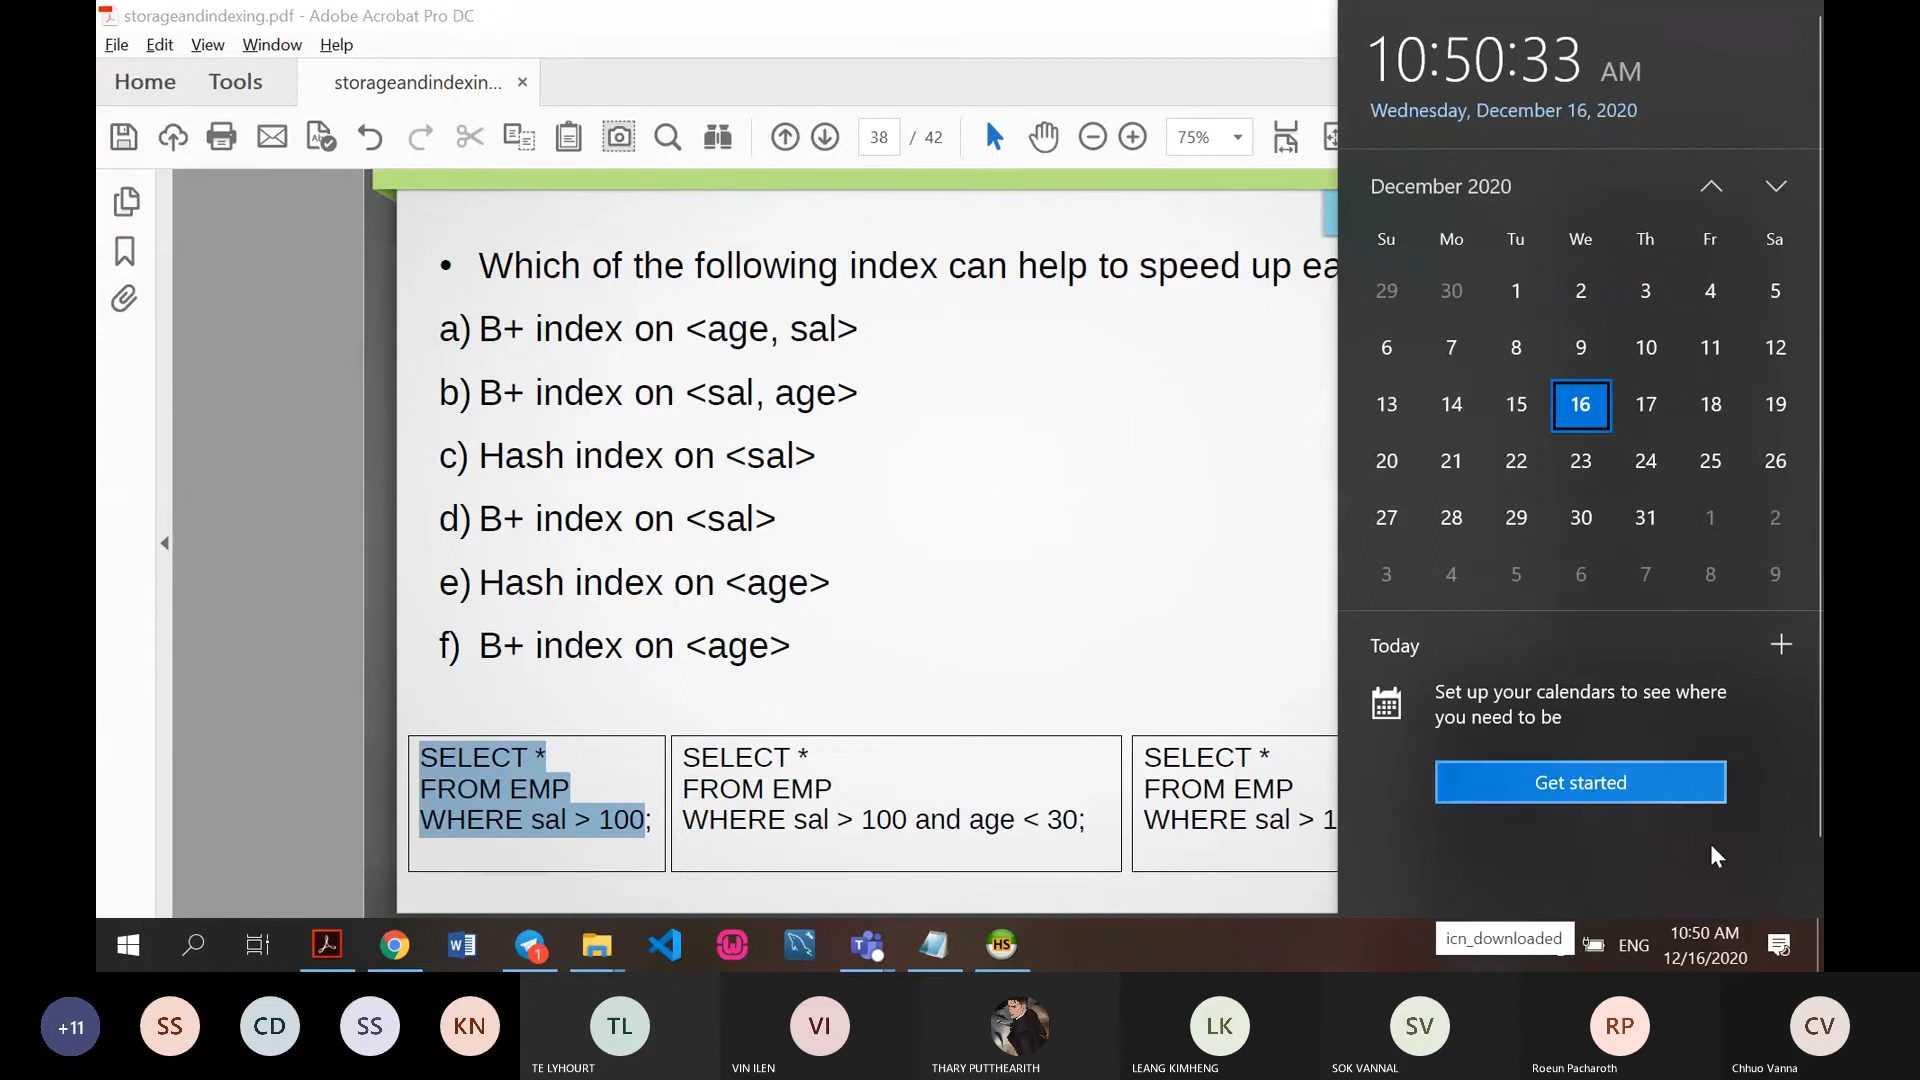 storageandindexing.pdf - Adobe Acrobat Pro DC
File Edit View Window Help
Home Tools storageandindexin... ×
38 / 42 75%
• Which of the following index can help to speed up ea
a) B+ index on <age, sal>
b) B+ index on <sal, age>
c) Hash index on <sal>
d) B+ index on <sal>
e) Hash index on <age>
f) B+ index on <age>
SELECT *
FROM EMP
WHERE sal > 100;
SELECT *
FROM EMP
WHERE sal > 100 and age < 30;
SELECT *
FROM EMP
WHERE sal > 1
10:50:33 AM
Wednesday, December 16, 2020
December 2020
Su Mo Tu We Th Fr Sa
29 30 1 2 3 4 5
6 7 8 9 10 11 12
13 14 15 16 17 18 19
20 21 22 23 24 25 26
27 28 29 30 31 1 2
3 4 5 6 7 8 9
Today
Set up your calendars to see where
you need to be
Get started
1
HS
icn_downloaded
ENG
10:50 AM
12/16/2020
+11 SS CD SS KN TL VI LK SV RP CV
TE LYHOURT VIN ILEN THARY PUTTHEARITH LEANG KIMHENG SOK VANNAL Roeun Pacharoth Chhuo Vanna